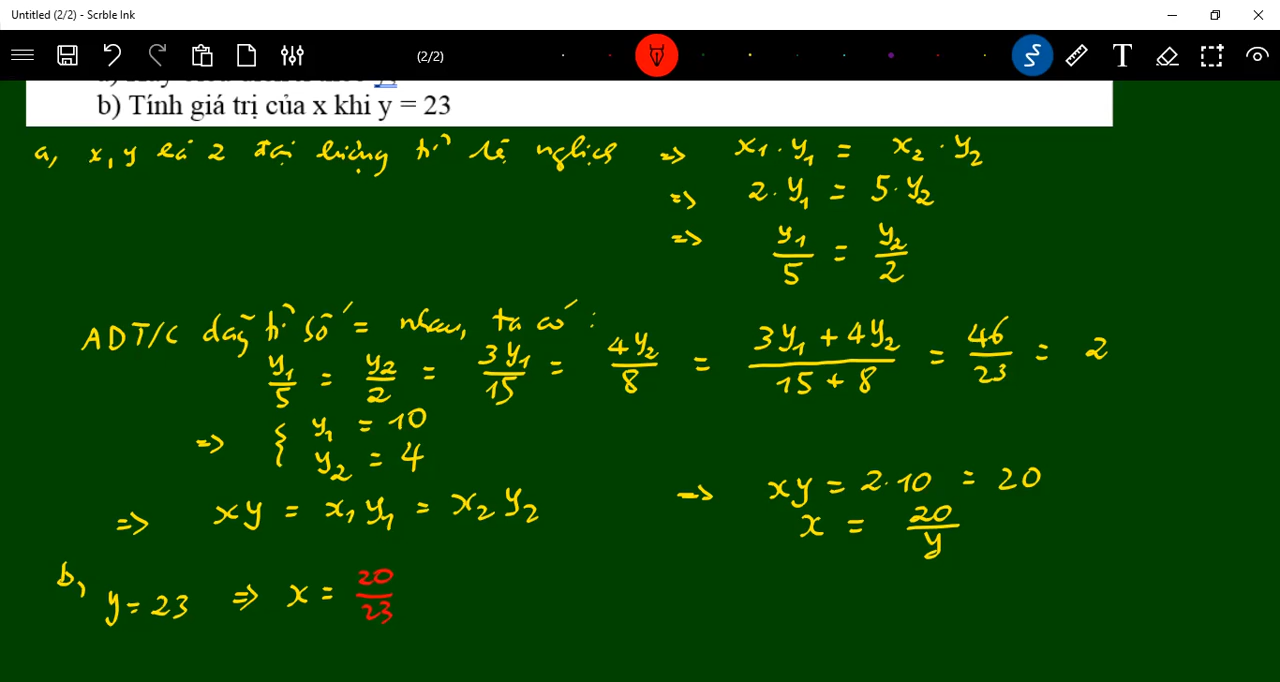 Untitled (2/2) - Scrble Ink
(2/2)
b) Tính giá trị của x khi y = 23
a, x, y là 2 đại lượng tỉ lệ nghịch => x₁ . y₁ = x₂ . y₂
=> 2 . y₁ = 5 . y₂
=> y₁/5 = y₂/2
ADT/C dãy tỉ số = nhau, ta có :
y₁/5 = y₂/2 = 3y₁/15 = 4y₂/8 = (3y₁ + 4y₂)/(15 + 8) = 46/23 = 2
=> { y₁ = 10
y₂ = 4
=> xy = x₁y₁ = x₂y₂ => xy = 2.10 = 20
x = 20/y
b, y = 23 => x = 20/23